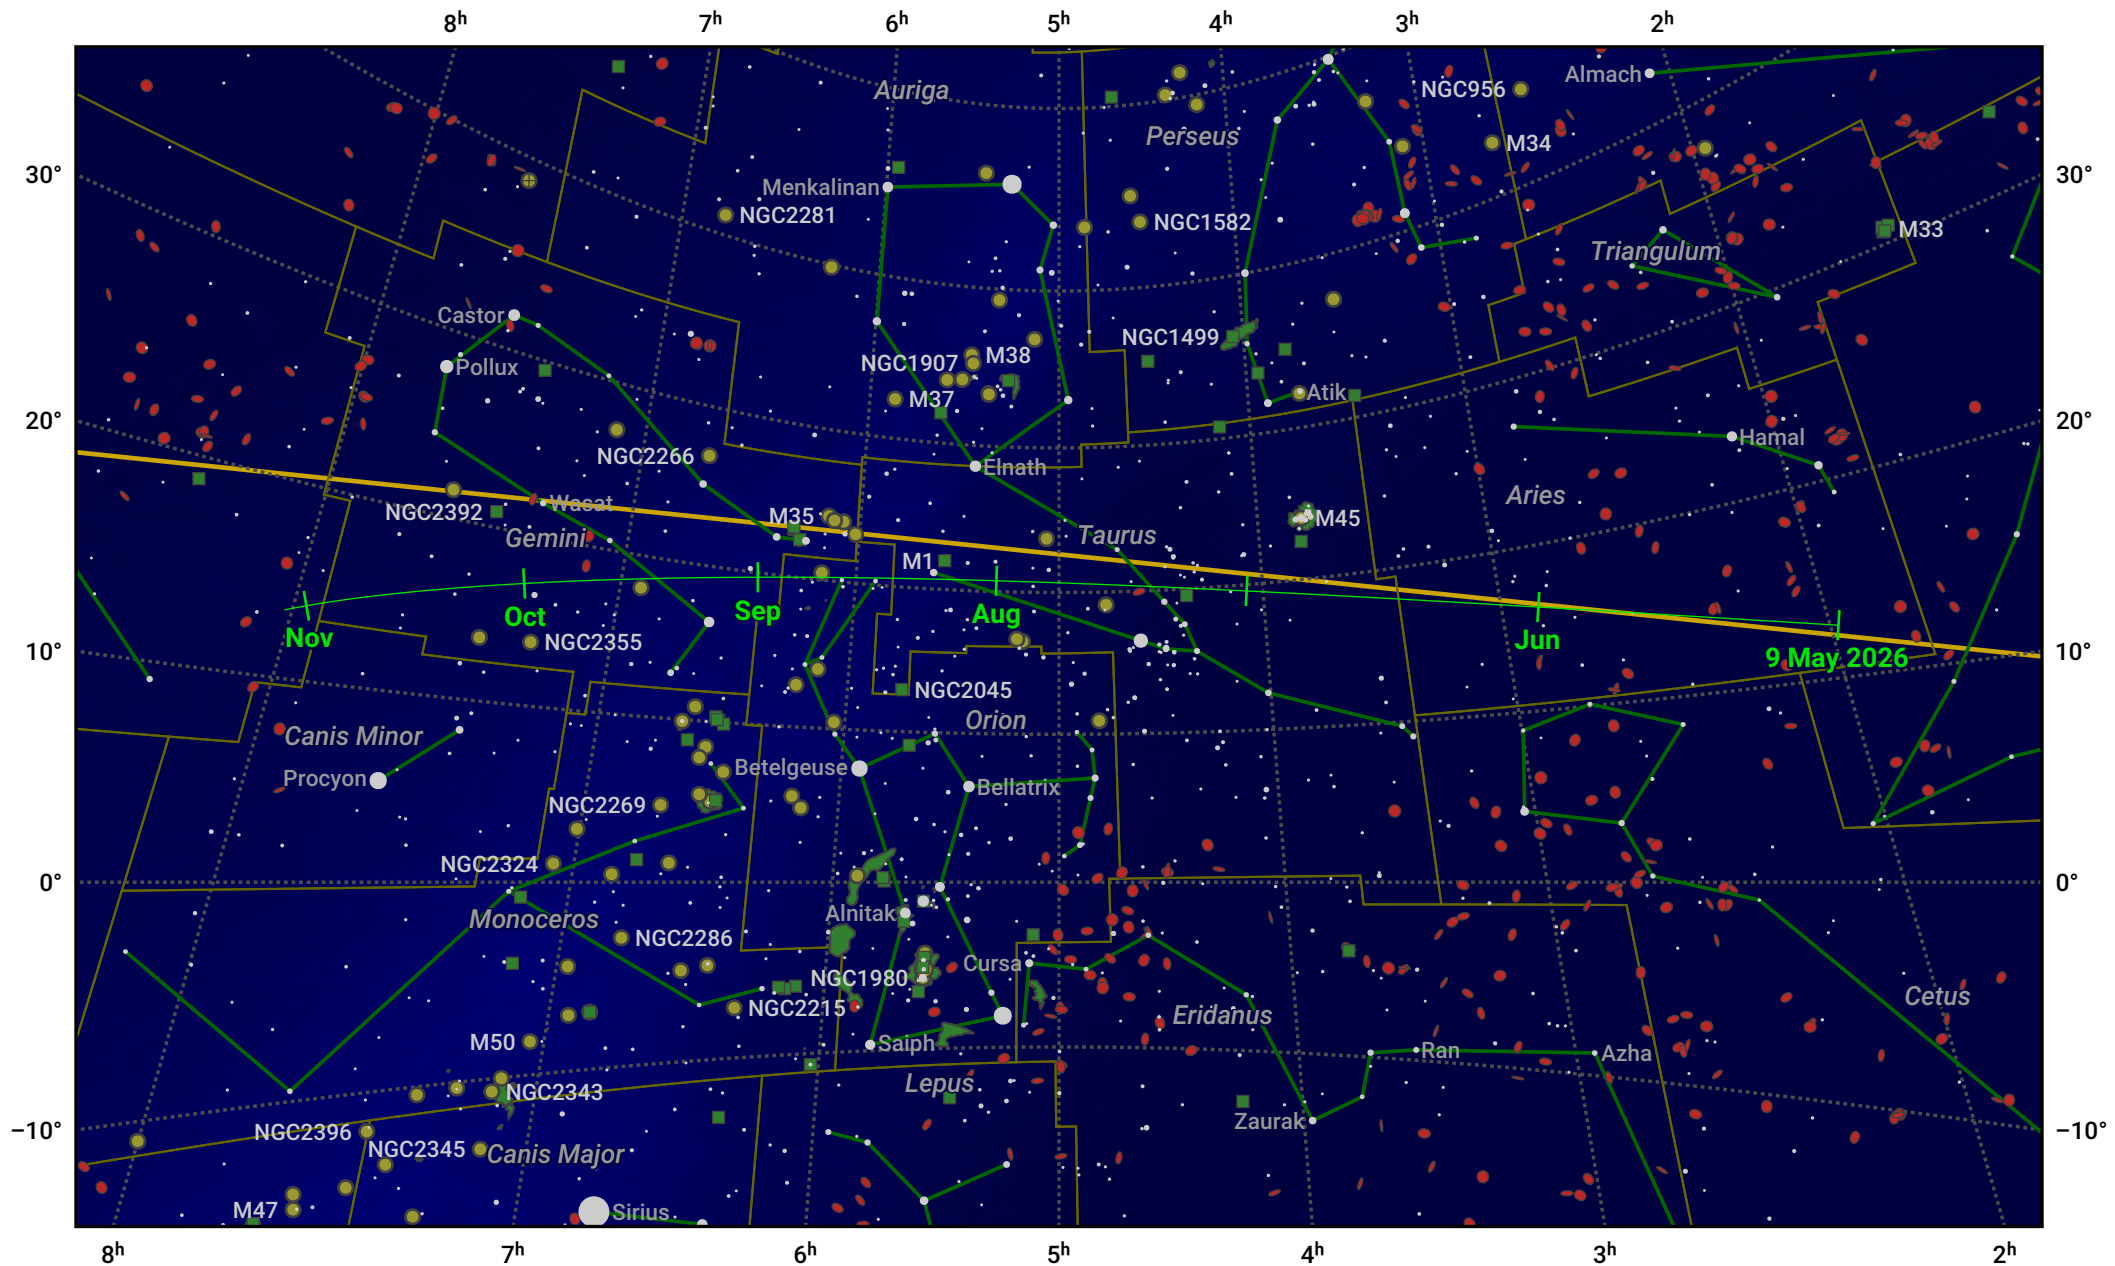 8ʰ 7ʰ 6ʰ 5ʰ 4ʰ 3ʰ 2ʰ
Almach
Auriga
NGC956
Perseus
M34
30° 30°
Menkalinan
NGC2281
NGC1582
M33
Triangulum
Castor
NGC1499
M38
NGC1907
Pollux
Atik
M37
20° 20°
Hamal
NGC2266
Elnath
Wasat
Aries
NGC2392
M35
M45
Gemini
Taurus
M1
Nov
Oct
Sep
Aug
Jun
9 May 2026
NGC2355
10° 10°
NGC2045
Orion
Canis Minor
Procyon
Betelgeuse
Bellatrix
NGC2269
NGC2324
0° 0°
Monoceros
Alnitak
NGC2286
Cursa
NGC1980
Cetus
NGC2215
Eridanus
M50
Saiph
Ran
Azha
Lepus
NGC2343
Zaurak
−10° −10°
NGC2396
NGC2345
Canis Major
M47
Sirius
8ʰ 7ʰ 6ʰ 5ʰ 4ʰ 3ʰ 2ʰ